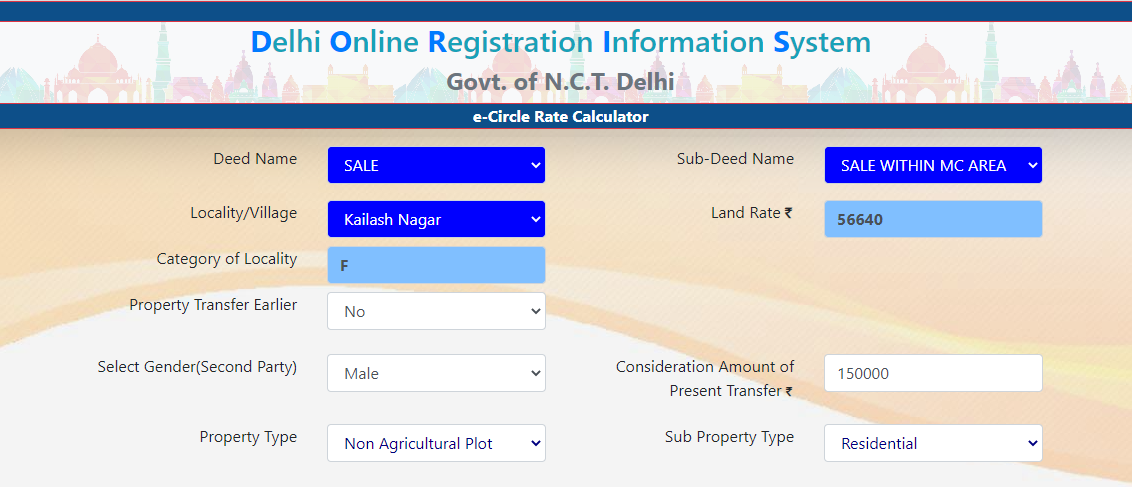 Delhi Online Registration Information System
Govt. of N.C.T. Delhi
e-Circle Rate Calculator
Deed Name SALE Sub-Deed Name SALE WITHIN MC AREA
Locality/Village Kailash Nagar Land Rate ₹ 56640
Category of Locality F
Property Transfer Earlier No
Select Gender(Second Party) Male Consideration Amount of
Present Transfer ₹ 150000
Property Type Non Agricultural Plot Sub Property Type Residential